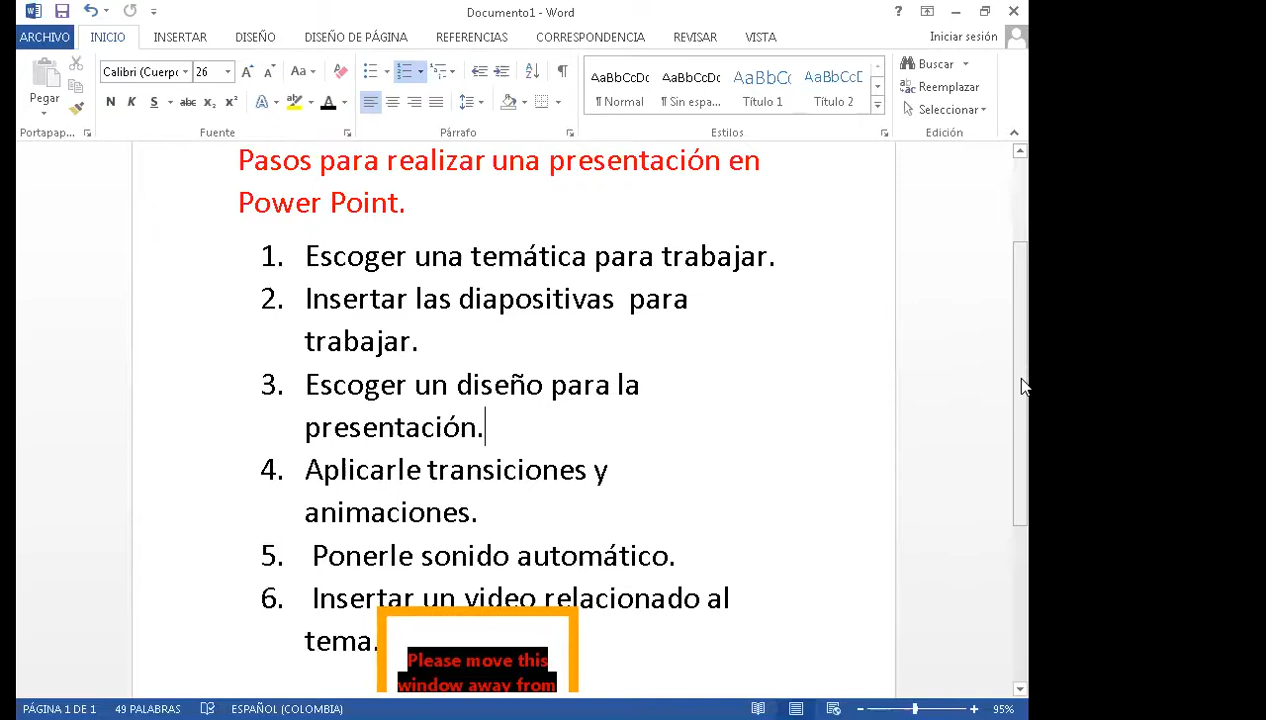 Documento1 - Word
ARCHIVO INICIO INSERTAR DISEÑO DISEÑO DE PÁGINA REFERENCIAS CORRESPONDENCIA REVISAR VISTA Iniciar sesión
Pegar
Calibri (Cuerpo 26
Aa
N K S abc x₂ x² A A
AaBbCcDc AaBbCcDc AaBbC( AaBbCcE
¶ Normal ¶ Sin espa... Título 1 Título 2
Buscar
Reemplazar
Seleccionar
Portapap... Fuente Párrafo Estilos Edición
Pasos para realizar una presentación en
Power Point.
1. Escoger una temática para trabajar.
2. Insertar las diapositivas para
trabajar.
3. Escoger un diseño para la
presentación.
4. Aplicarle transiciones y
animaciones.
5. Ponerle sonido automático.
6. Insertar un video relacionado al
tema.
Please move this
window away from
PÁGINA 1 DE 1 49 PALABRAS ESPAÑOL (COLOMBIA) 95%